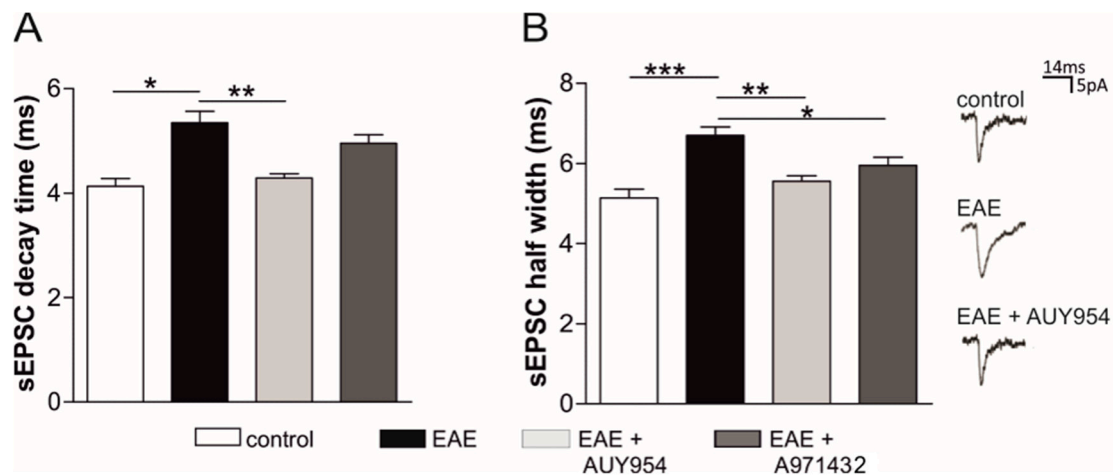 A
sEPSC decay time (ms)
6
4
2
0
*
**
B
sEPSC half width (ms)
8
6
4
2
0
***
**
*
14ms
5pA
control
EAE
EAE + AUY954
control
EAE
EAE +
AUY954
EAE +
A971432